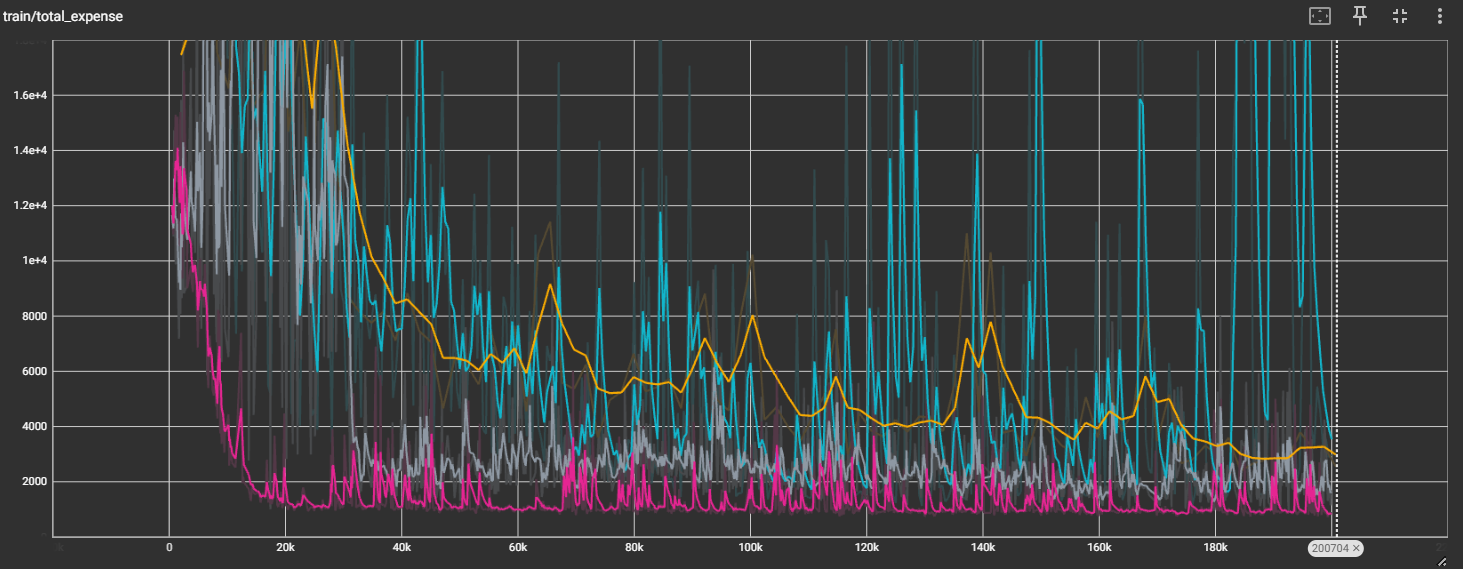 train/total_expense
1.6e+4
1.4e+4
1.2e+4
1e+4
8000
6000
4000
2000
0 20k 40k 60k 80k 100k 120k 140k 160k 180k
200704 ×